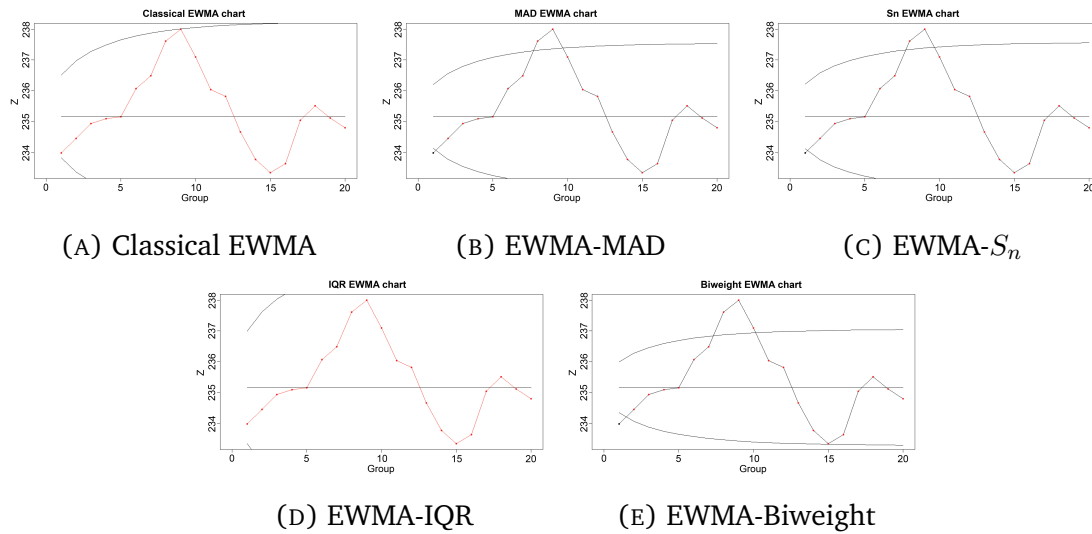 Classical EWMA chart
Z
238
237
236
235
234
0 5 10 15 20
Group
(A) Classical EWMA
MAD EWMA chart
Z
238
237
236
235
234
0 5 10 15 20
Group
(B) EWMA-MAD
Sn EWMA chart
Z
238
237
236
235
234
0 5 10 15 20
Group
(C) EWMA-Sₙ
IQR EWMA chart
Z
238
237
236
235
234
0 5 10 15 20
Group
(D) EWMA-IQR
Biweight EWMA chart
Z
238
237
236
235
234
0 5 10 15 20
Group
(E) EWMA-Biweight